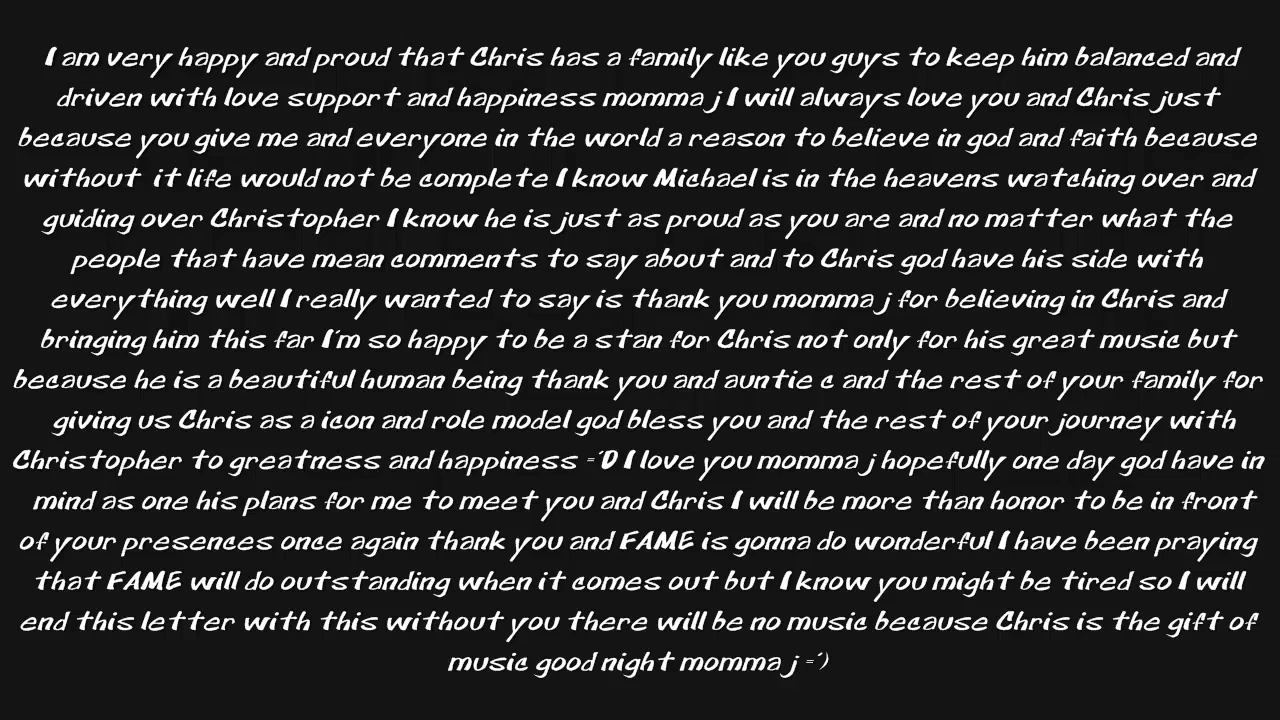 I am very happy and proud that Chris has a family like you guys to keep him balanced and
driven with love support and happiness momma j I will always love you and Chris just
because you give me and everyone in the world a reason to believe in god and faith because
without it life would not be complete I know Michael is in the heavens watching over and
guiding over Christopher I know he is just as proud as you are and no matter what the
people that have mean comments to say about and to Chris god have his side with
everything well I really wanted to say is thank you momma j for believing in Chris and
bringing him this far I'm so happy to be a stan for Chris not only for his great music but
because he is a beautiful human being thank you and auntie c and the rest of your family for
giving us Chris as a icon and role model god bless you and the rest of your journey with
Christopher to greatness and happiness ='D I love you momma j hopefully one day god have in
mind as one his plans for me to meet you and Chris I will be more than honor to be in front
of your presences once again thank you and FAME is gonna do wonderful I have been praying
that FAME will do outstanding when it comes out but I know you might be tired so I will
end this letter with this without you there will be no music because Chris is the gift of
music good night momma j =')